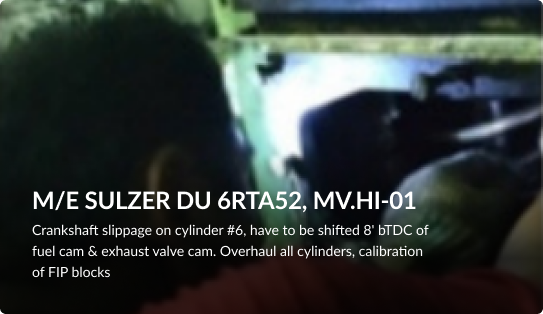 M/E SULZER DU 6RTA52, MV.HI-01
Crankshaft slippage on cylinder #6, have to be shifted 8' bTDC of
fuel cam & exhaust valve cam. Overhaul all cylinders, calibration
of FIP blocks